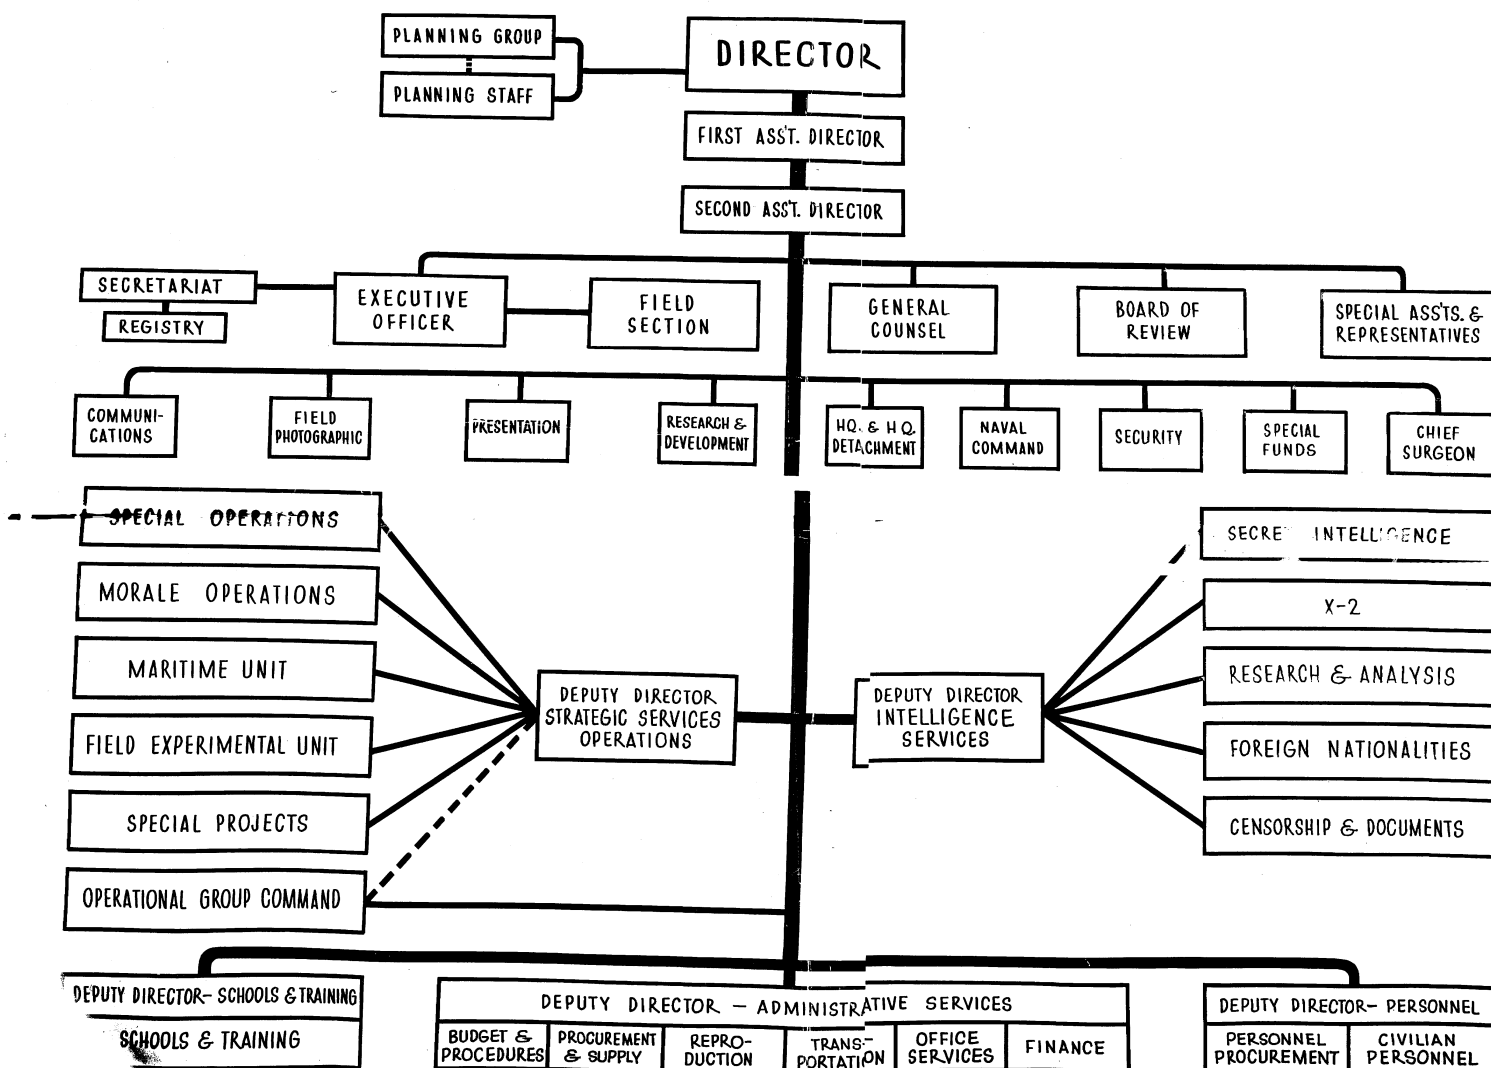 PLANNING GROUP
DIRECTOR
PLANNING STAFF
FIRST ASS'T. DIRECTOR
SECOND ASS'T. DIRECTOR
SECRETARIAT
REGISTRY
EXECUTIVE
OFFICER
FIELD
SECTION
GENERAL
COUNSEL
BOARD OF
REVIEW
SPECIAL ASS'TS. &
REPRESENTATIVES
COMMUNI-
CATIONS
FIELD
PHOTOGRAPHIC
PRESENTATION
RESEARCH &
DEVELOPMENT
HQ. & HQ.
DETACHMENT
NAVAL
COMMAND
SECURITY
SPECIAL
FUNDS
CHIEF
SURGEON
SPECIAL OPERATIONS
MORALE OPERATIONS
MARITIME UNIT
FIELD EXPERIMENTAL UNIT
SPECIAL PROJECTS
OPERATIONAL GROUP COMMAND
DEPUTY DIRECTOR
STRATEGIC SERVICES
OPERATIONS
DEPUTY DIRECTOR
INTELLIGENCE
SERVICES
SECRE INTELLIGENCE
X-2
RESEARCH & ANALYSIS
FOREIGN NATIONALITIES
CENSORSHIP & DOCUMENTS
DEPUTY DIRECTOR- SCHOOLS & TRAINING
SCHOOLS & TRAINING
DEPUTY DIRECTOR - ADMINISTRATIVE SERVICES
BUDGET &
PROCEDURES
PROCUREMENT
& SUPPLY
REPRO-
DUCTION
TRANS-
PORTATION
OFFICE
SERVICES
FINANCE
DEPUTY DIRECTOR- PERSONNEL
PERSONNEL
PROCUREMENT
CIVILIAN
PERSONNEL